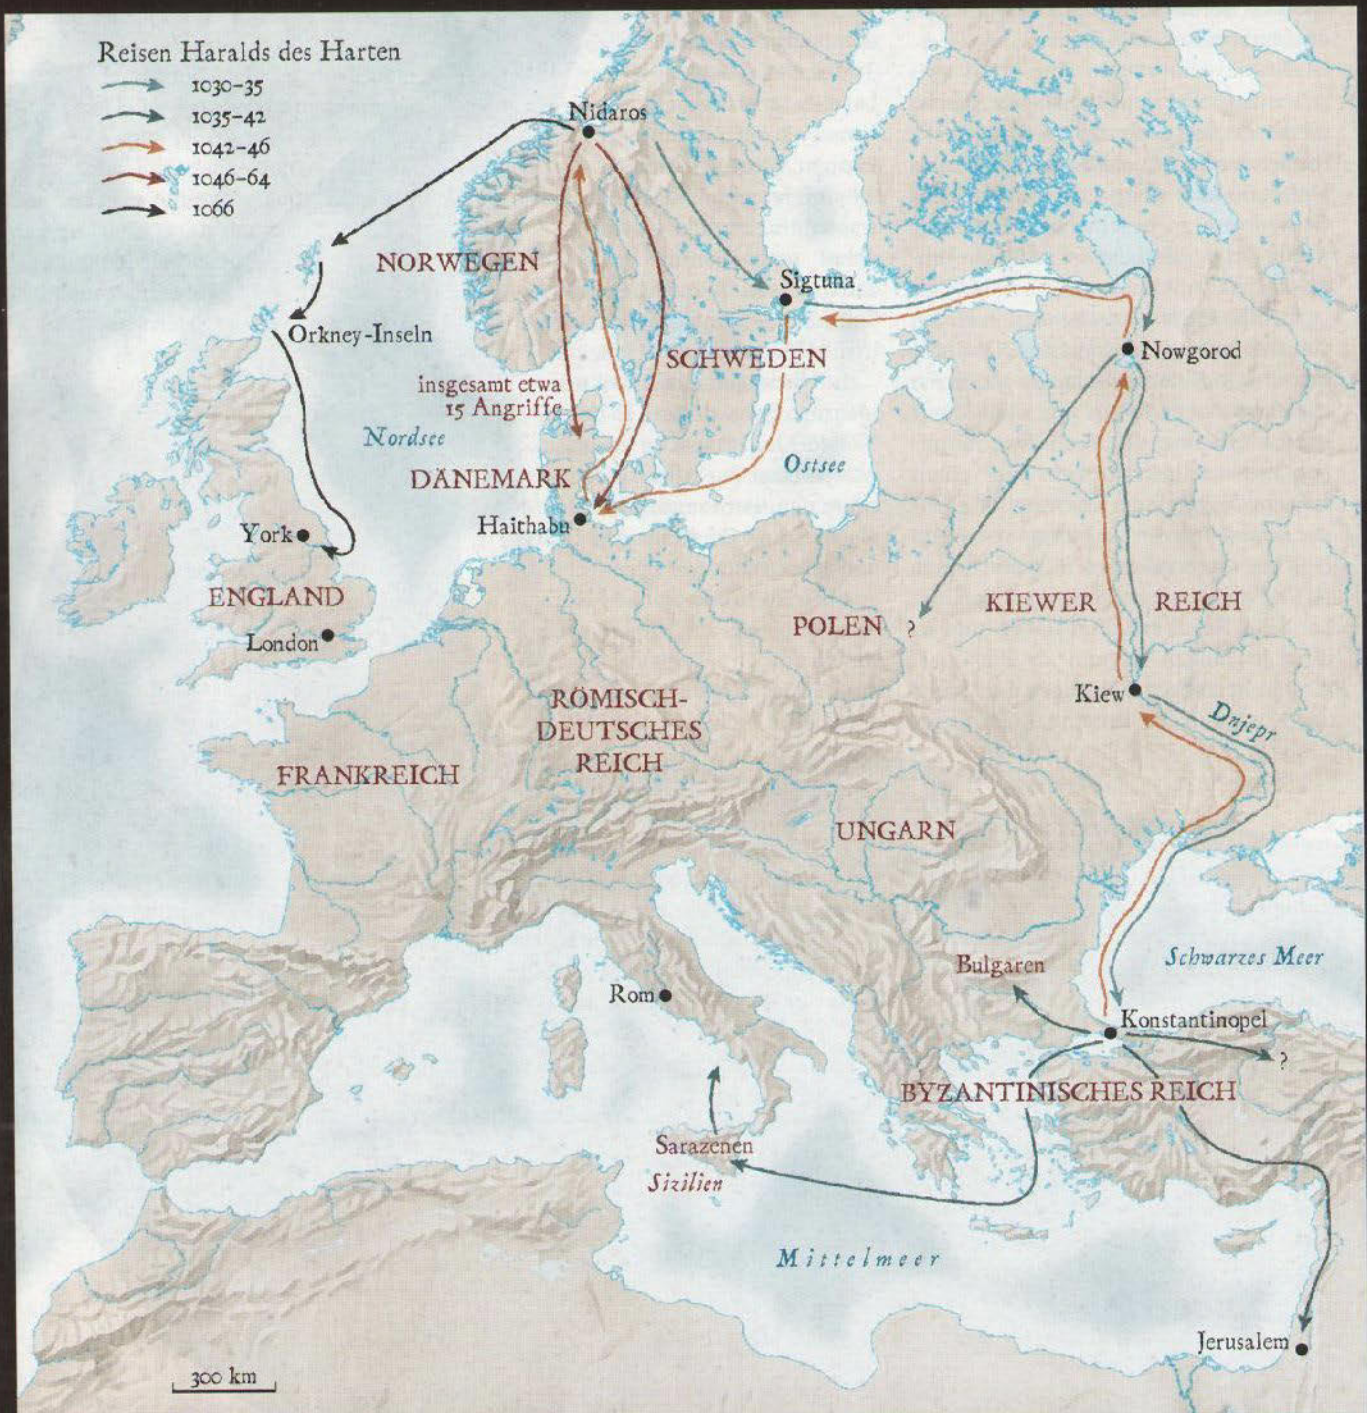 Reisen Haralds des Harten
1030–35
1035–42
1042–46
1046–64
1066
Nidaros
NORWEGEN
Sigtuna
Orkney-Inseln
SCHWEDEN
Nowgorod
insgesamt etwa
15 Angriffe
Nordsee
Ostsee
DÄNEMARK
Haithabu
York
ENGLAND
KIEWER REICH
POLEN ?
London
RÖMISCH-
DEUTSCHES
REICH
Kiew
Dnjepr
FRANKREICH
UNGARN
Schwarzes Meer
Bulgaren
Rom
Konstantinopel
?
BYZANTINISCHES REICH
Sarazenen
Sizilien
Mittelmeer
Jerusalem
300 km